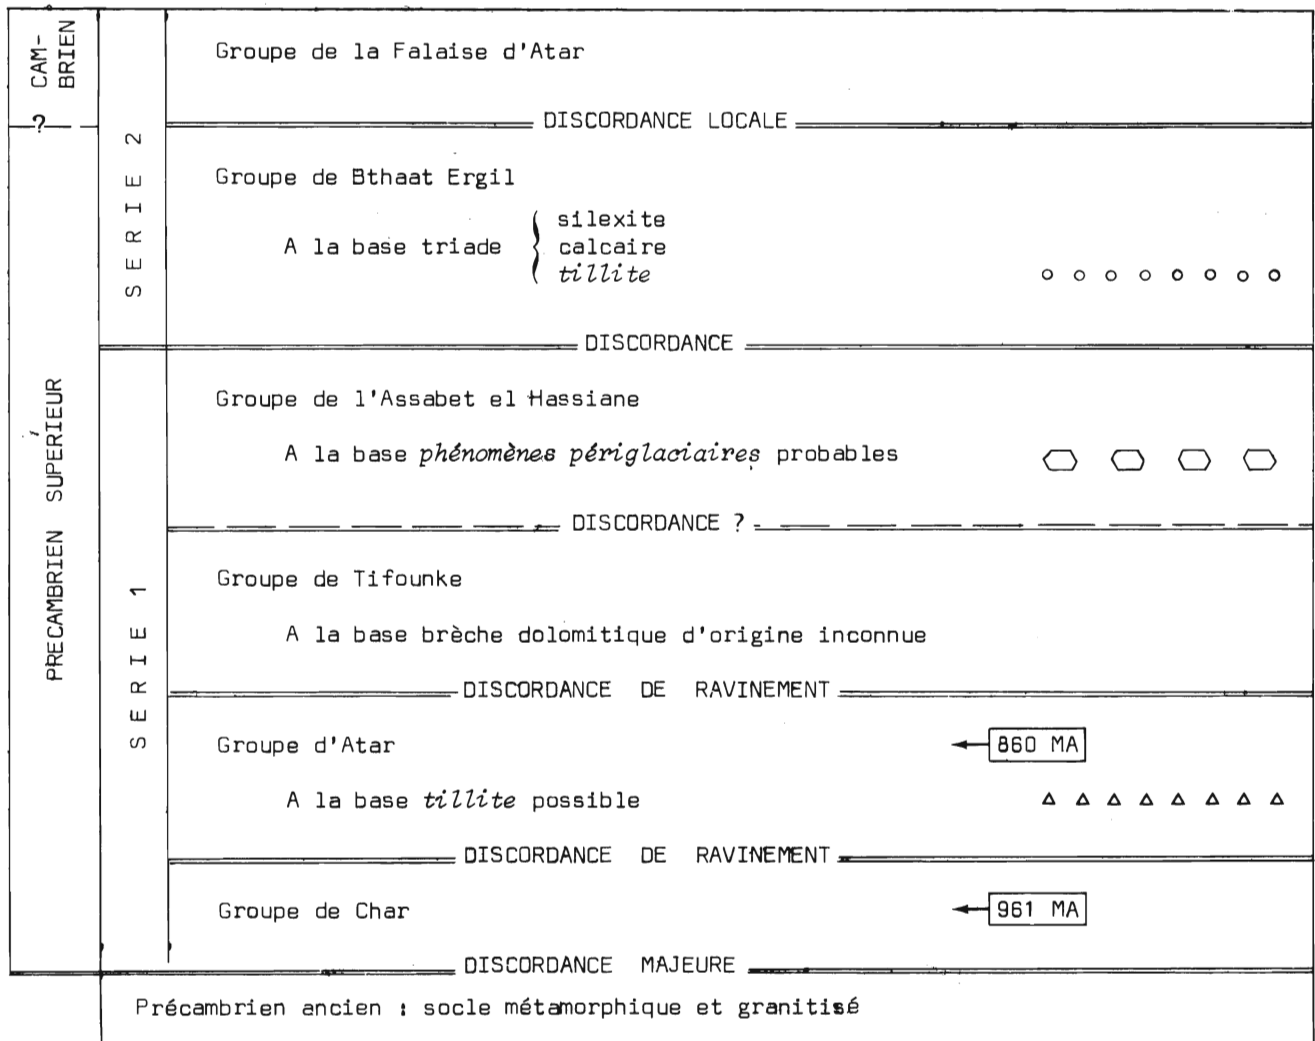 CAM-
BRIEN
?
PRECAMBRIEN SUPERIEUR
SERIE 2
SERIE 1
Groupe de la Falaise d'Atar
DISCORDANCE LOCALE
Groupe de Bthaat Ergil
A la base triade
silexite
calcaire
tillite
DISCORDANCE
Groupe de l'Assabet el Hassiane
A la base phénomènes périglaciaires probables
DISCORDANCE ?
Groupe de Tifounke
A la base brèche dolomitique d'origine inconnue
DISCORDANCE DE RAVINEMENT
Groupe d'Atar
860 MA
A la base tillite possible
DISCORDANCE DE RAVINEMENT
Groupe de Char
961 MA
DISCORDANCE MAJEURE
Précambrien ancien : socle métamorphique et granitisé